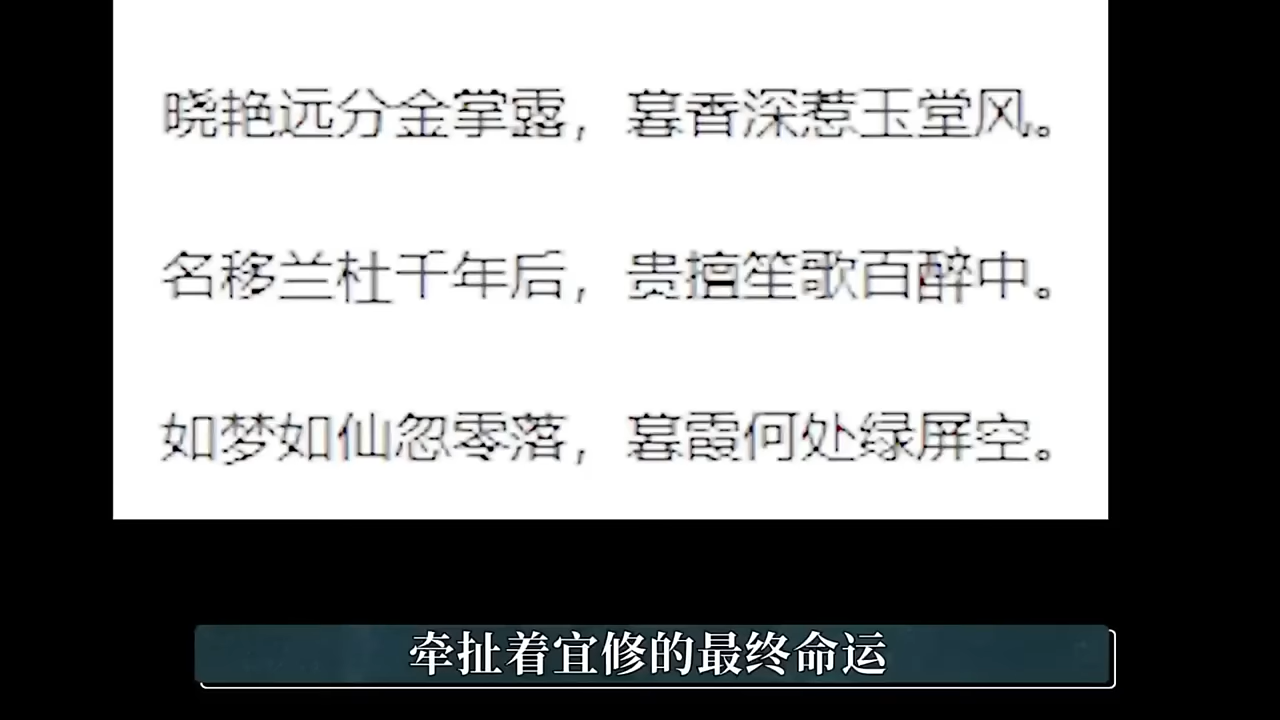 晓艳远分金掌露，暮香深惹玉堂风。
名移兰杜千年后，贵擅笙歌百醉中。
如梦如仙忽零落，暮霞何处绿屏空。
牵扯着宜修的最终命运